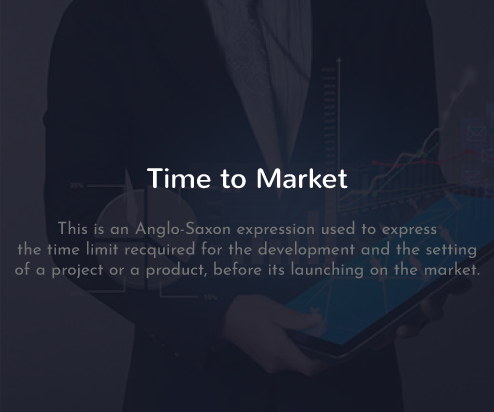 Time to Market
This is an Anglo-Saxon expression used to express
the time limit recquired for the development and the setting
of a project or a product, before its launching on the market.